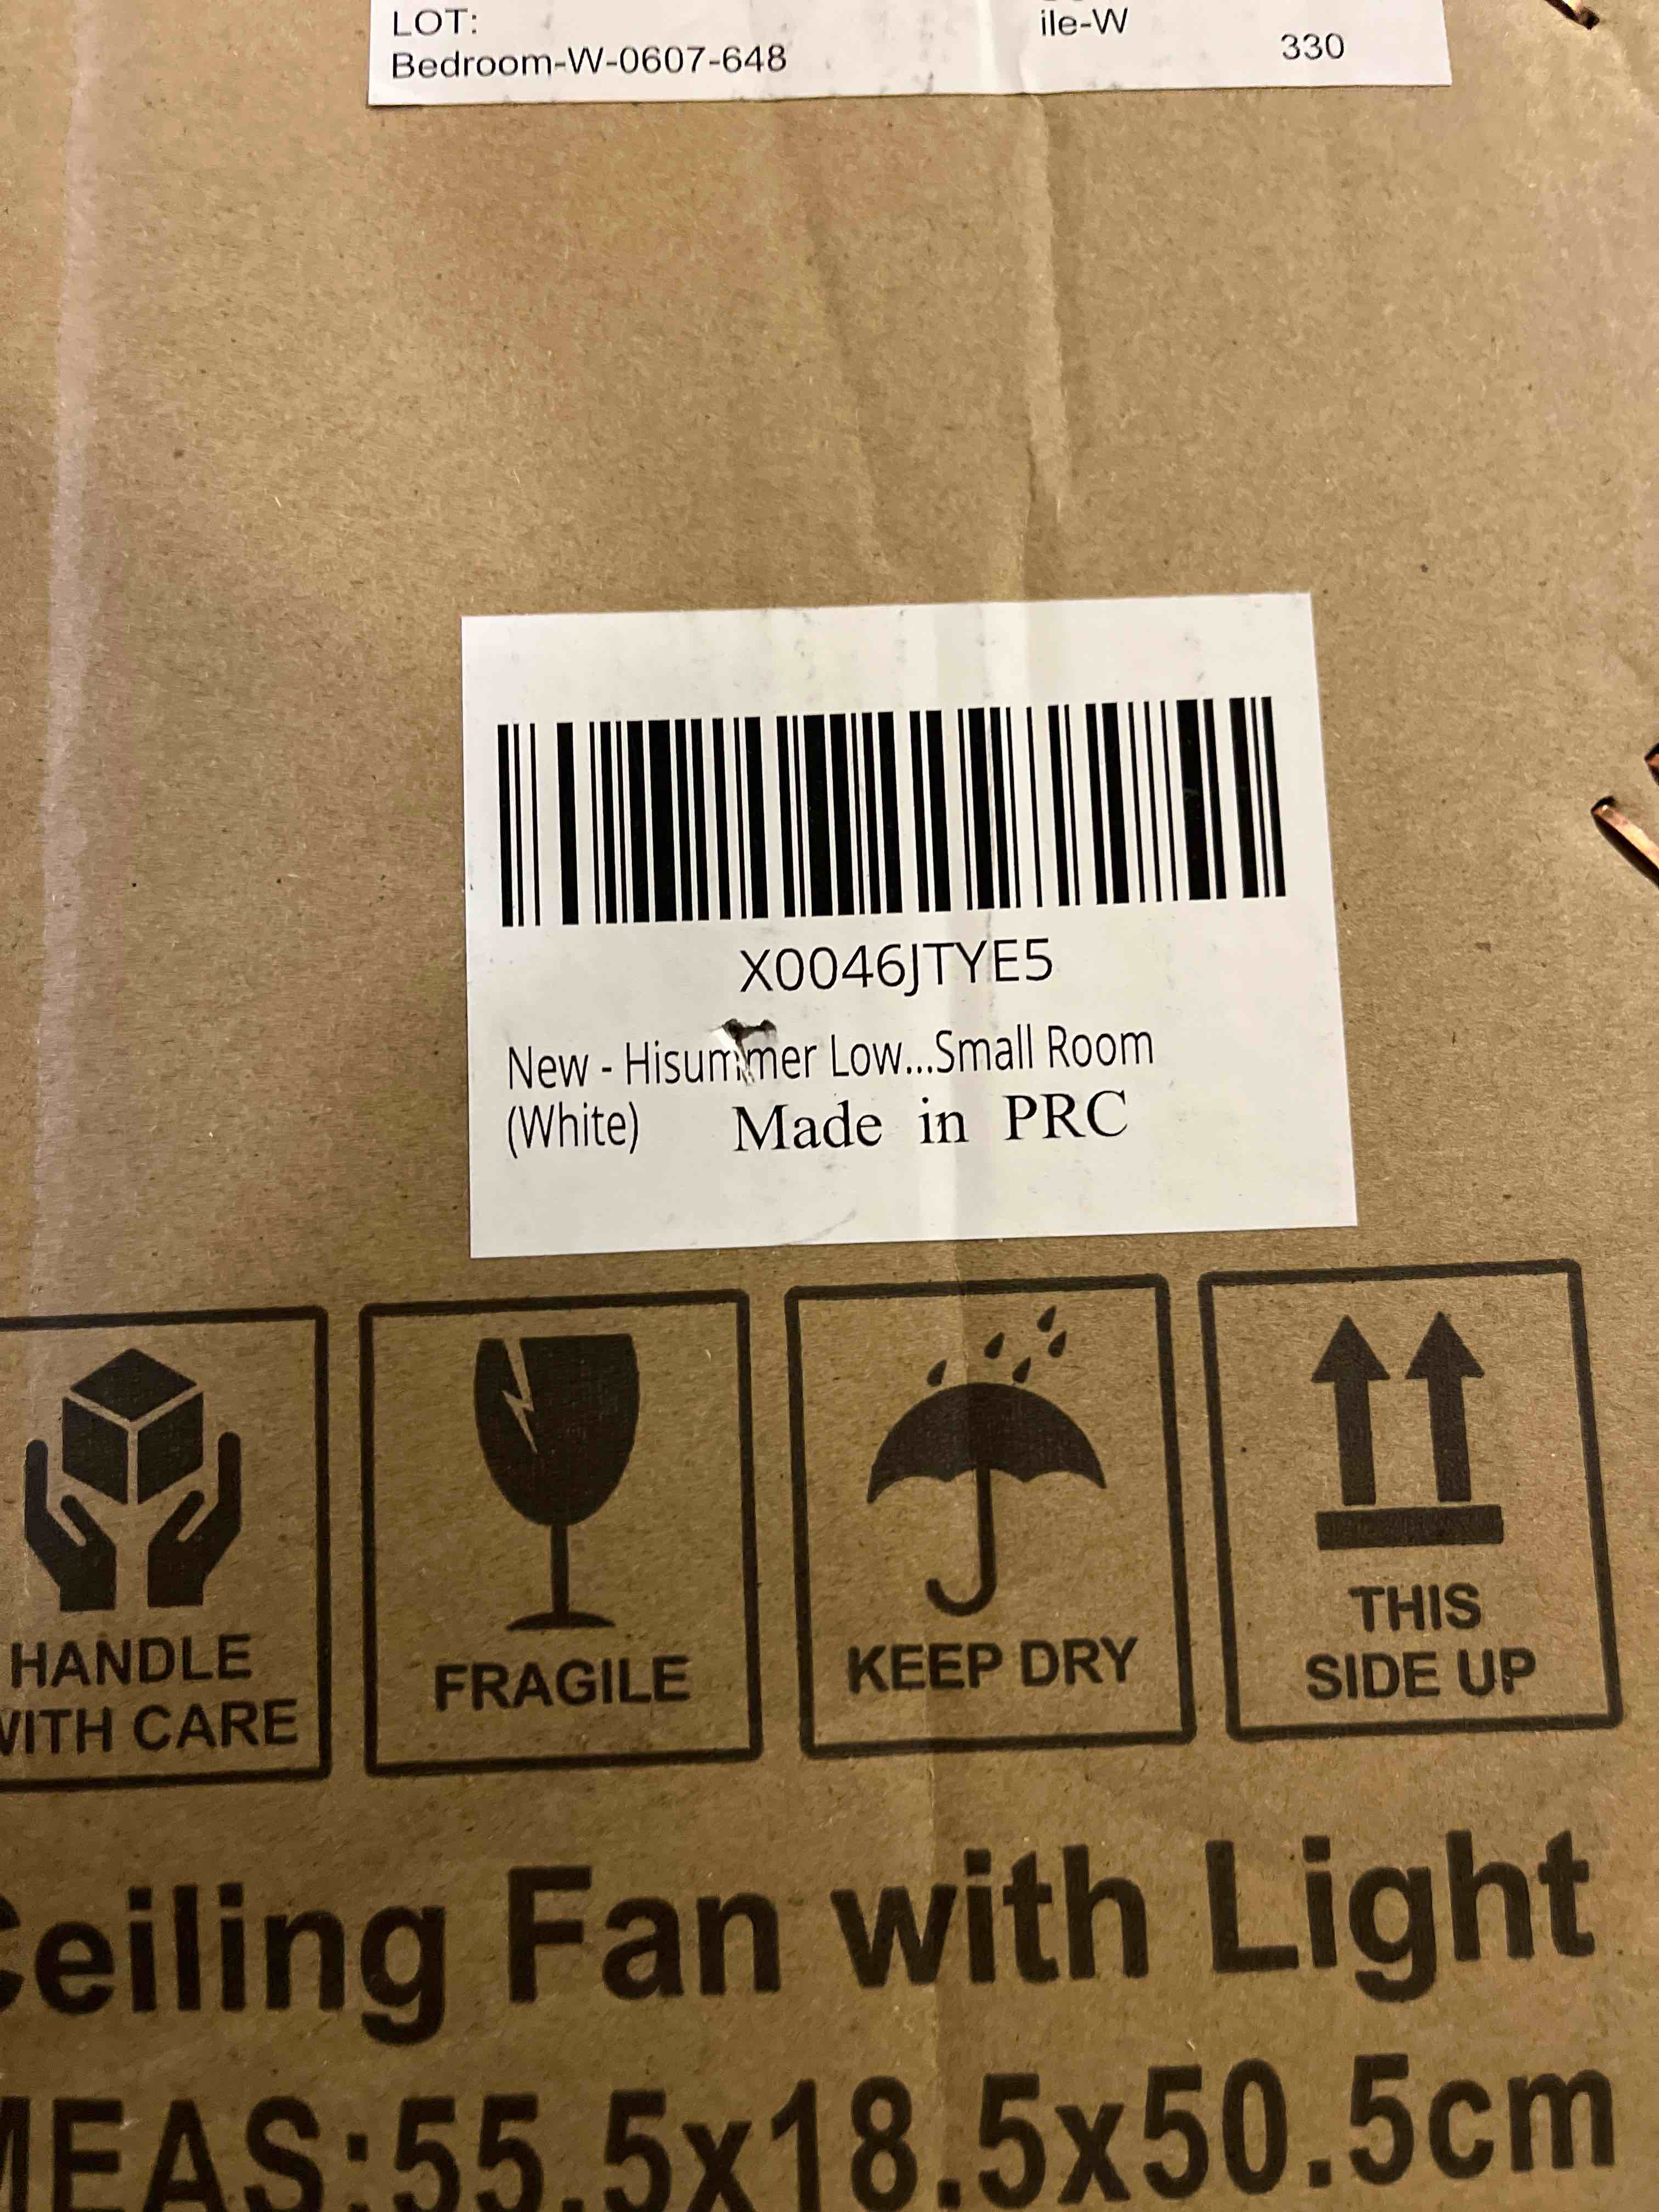 LOT:
ile-W
330
Bedroom-W-0607-648
X0046JTYE5
New - Hisummer Low...Small Room
(White) Made in PRC
HANDLE
WITH CARE
FRAGILE
KEEP DRY
THIS
SIDE UP
Ceiling Fan with Light
MEAS:55.5x18.5x50.5cm